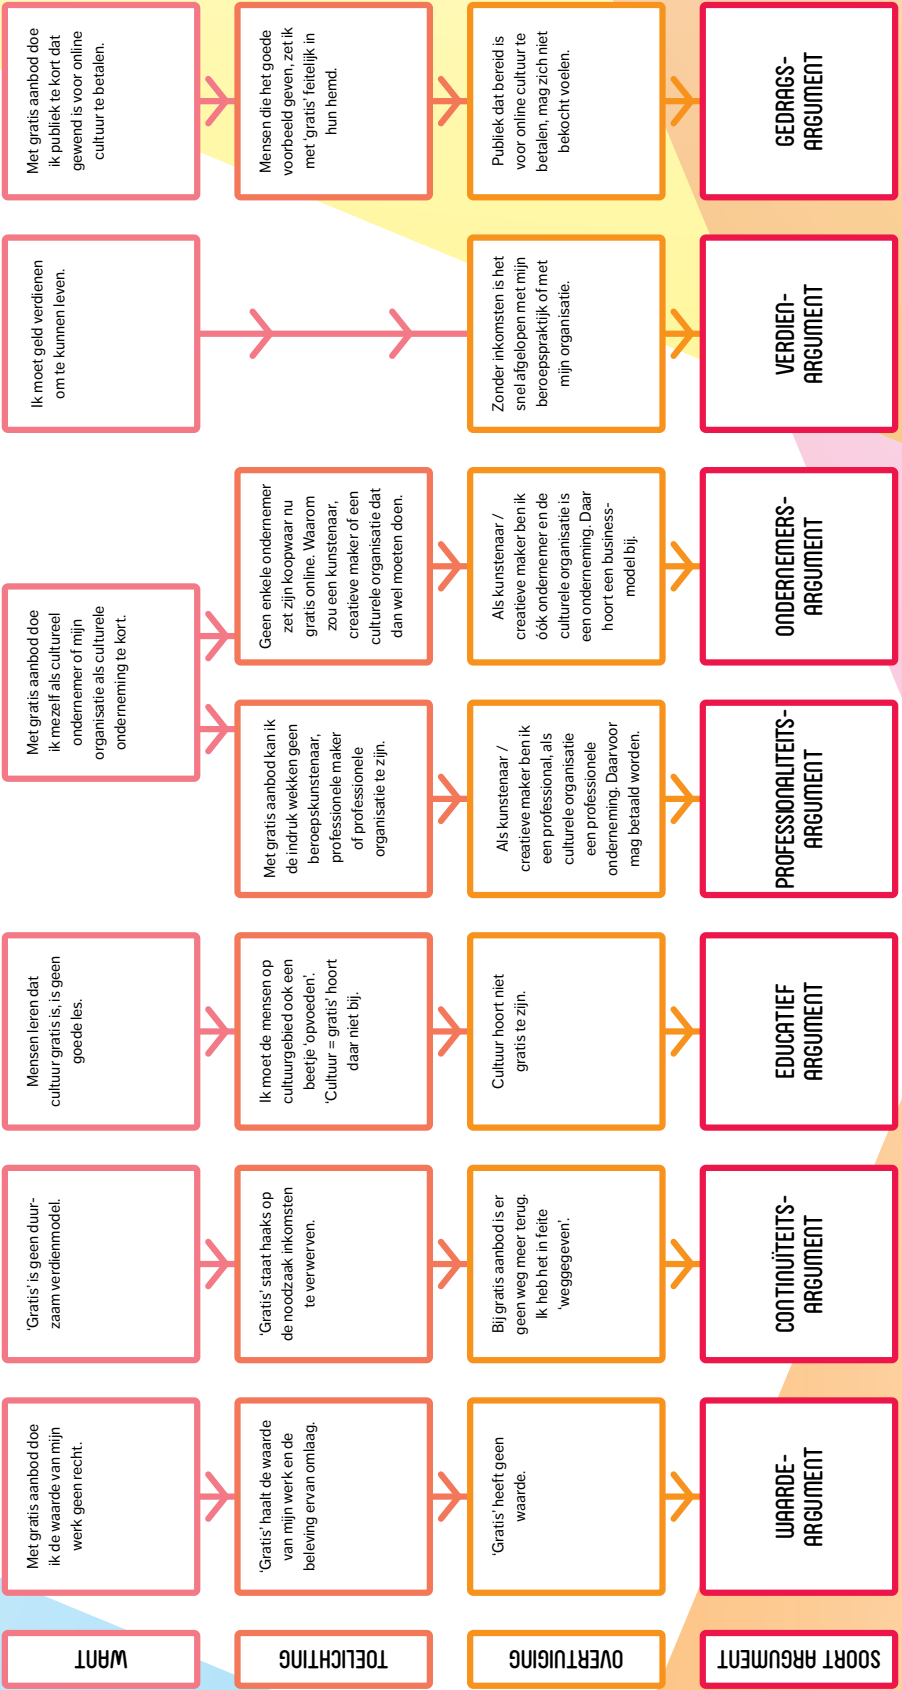 WANT
Met gratis aanbod doe
ik de waarde van mijn
werk geen recht.
‘Gratis’ is geen duur-
zaam verdienmodel.
Mensen leren dat
cultuur gratis is, is geen
goede les.
Met gratis aanbod doe
ik mezelf als cultureel
ondernemer of mijn
organisatie als culturele
onderneming te kort.
Ik moet geld verdienen
om te kunnen leven.
Met gratis aanbod doe
ik publiek te kort dat
gewend is voor online
cultuur te betalen.
TOELICHTING
‘Gratis’ haalt de waarde
van mijn werk en de
beleving ervan omlaag.
‘Gratis’ staat haaks op
de noodzaak inkomsten
te verwerven.
Ik moet de mensen op
cultuurgebied ook een
beetje ‘opvoeden’.
‘Cultuur = gratis’ hoort
daar niet bij.
Met gratis aanbod kan ik
de indruk wekken geen
beroepskunstenaar,
professionele maker
of professionele
organisatie te zijn.
Geen enkele ondernemer
zet zijn koopwaar nu
gratis online. Waarom
zou een kunstenaar,
creatieve maker of een
culturele organisatie dat
dan wel moeten doen.
Mensen die het goede
voorbeeld geven, zet ik
met ‘gratis’ feitelijk in
hun hemd.
OVERTUIGING
‘Gratis’ heeft geen
waarde.
Bij gratis aanbod is er
geen weg meer terug.
Ik heb het in feite
‘weggegeven’.
Cultuur hoort niet
gratis te zijn.
Als kunstenaar /
creatieve maker ben ik
een professional, als
culturele organisatie
een professionele
onderneming. Daarvoor
mag betaald worden.
Als kunstenaar /
creatieve maker ben ik
óók ondernemer en de
culturele organisatie is
een onderneming. Daar
hoort een business-
model bij.
Zonder inkomsten is het
snel afgelopen met mijn
beroepspraktijk of met
mijn organisatie.
Publiek dat bereid is
voor online cultuur te
betalen, mag zich niet
bekocht voelen.
SOORT ARGUMENT
WAARDE-
ARGUMENT
CONTINUÏTEITS-
ARGUMENT
EDUCATIEF
ARGUMENT
PROFESSIONALITEITS-
ARGUMENT
ONDERNEMERS-
ARGUMENT
VERDIEN-
ARGUMENT
GEDRAGS-
ARGUMENT